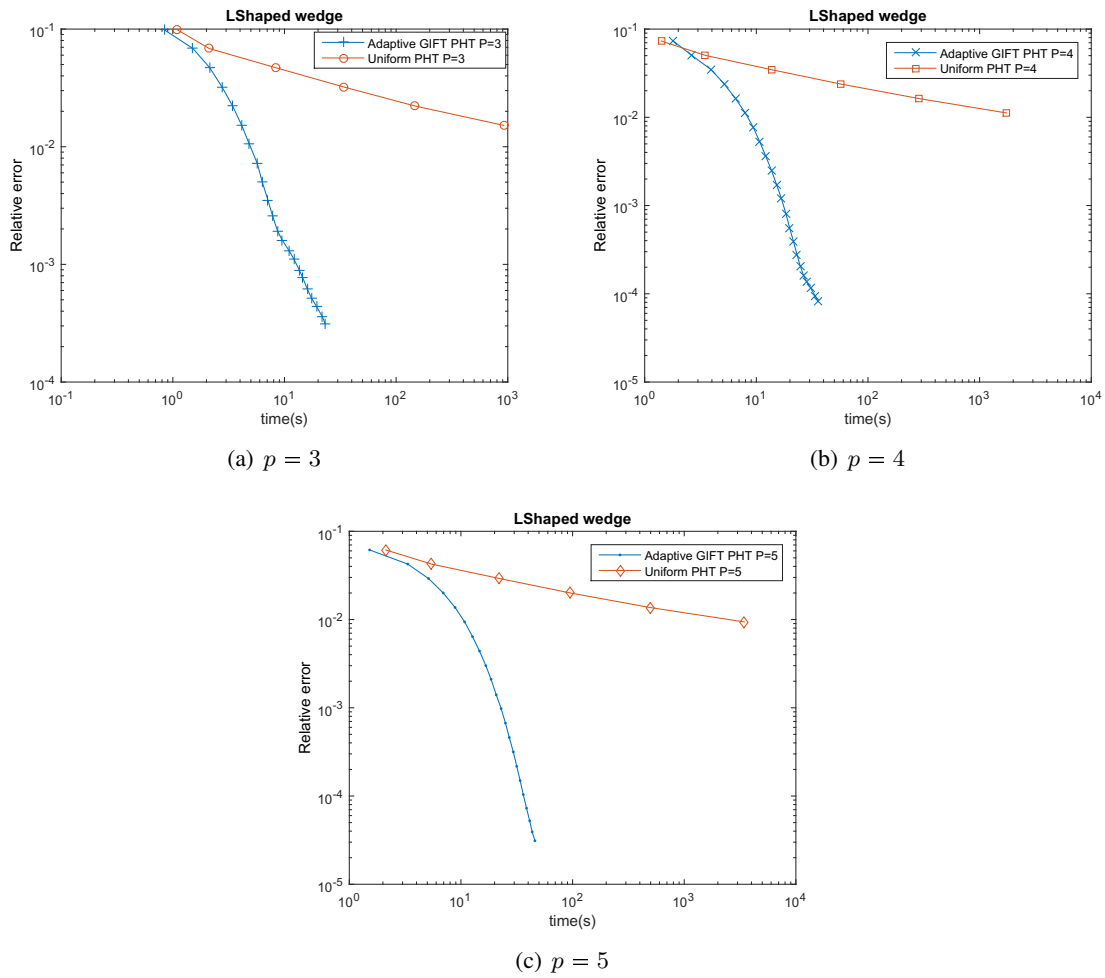 LShaped wedge
Adaptive GIFT PHT P=3
Uniform PHT P=3
Relative error
10^-1
10^-2
10^-3
10^-4
10^-1 10^0 10^1 10^2 10^3
time(s)
(a) p = 3
LShaped wedge
Adaptive GIFT PHT P=4
Uniform PHT P=4
Relative error
10^-1
10^-2
10^-3
10^-4
10^-5
10^0 10^1 10^2 10^3 10^4
time(s)
(b) p = 4
LShaped wedge
Adaptive GIFT PHT P=5
Uniform PHT P=5
Relative error
10^-1
10^-2
10^-3
10^-4
10^-5
10^0 10^1 10^2 10^3 10^4
time(s)
(c) p = 5